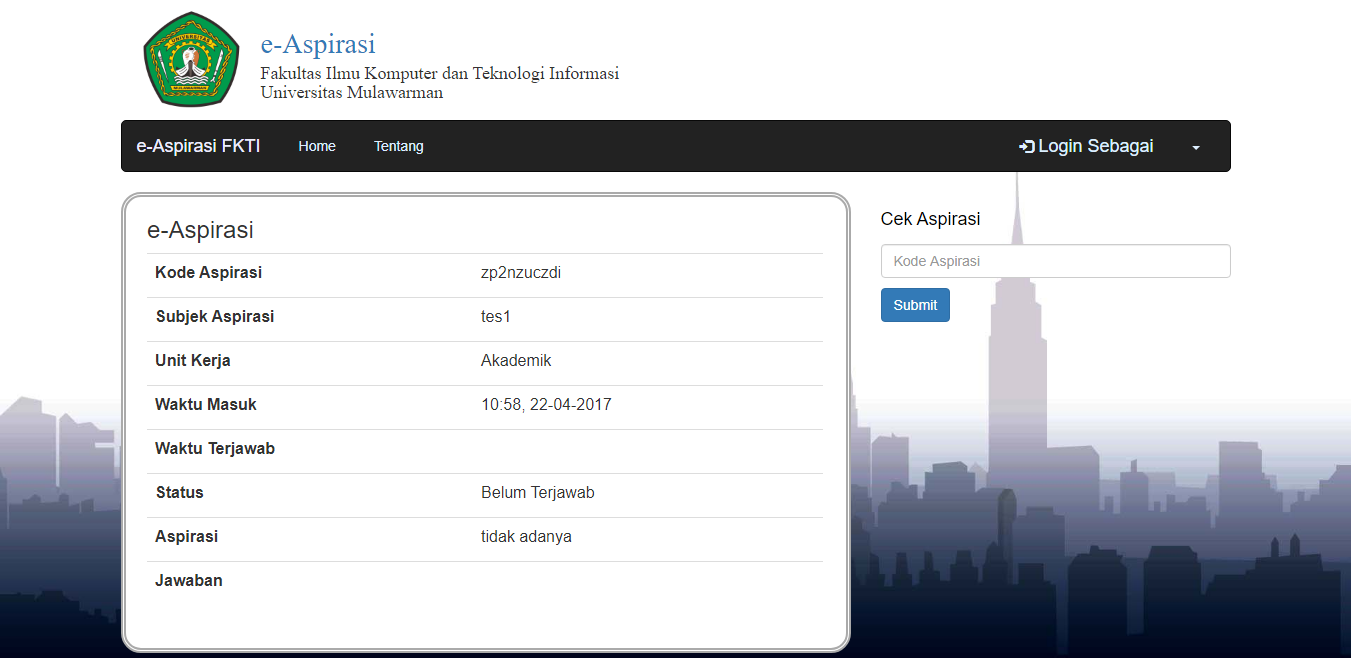 UNIVERSITAS
MULAWARMAN
e-Aspirasi
Fakultas Ilmu Komputer dan Teknologi Informasi
Universitas Mulawarman
e-Aspirasi FKTI Home Tentang Login Sebagai
e-Aspirasi
Kode Aspirasi zp2nzuczdi
Subjek Aspirasi tes1
Unit Kerja Akademik
Waktu Masuk 10:58, 22-04-2017
Waktu Terjawab
Status Belum Terjawab
Aspirasi tidak adanya
Jawaban
Cek Aspirasi
Kode Aspirasi
Submit